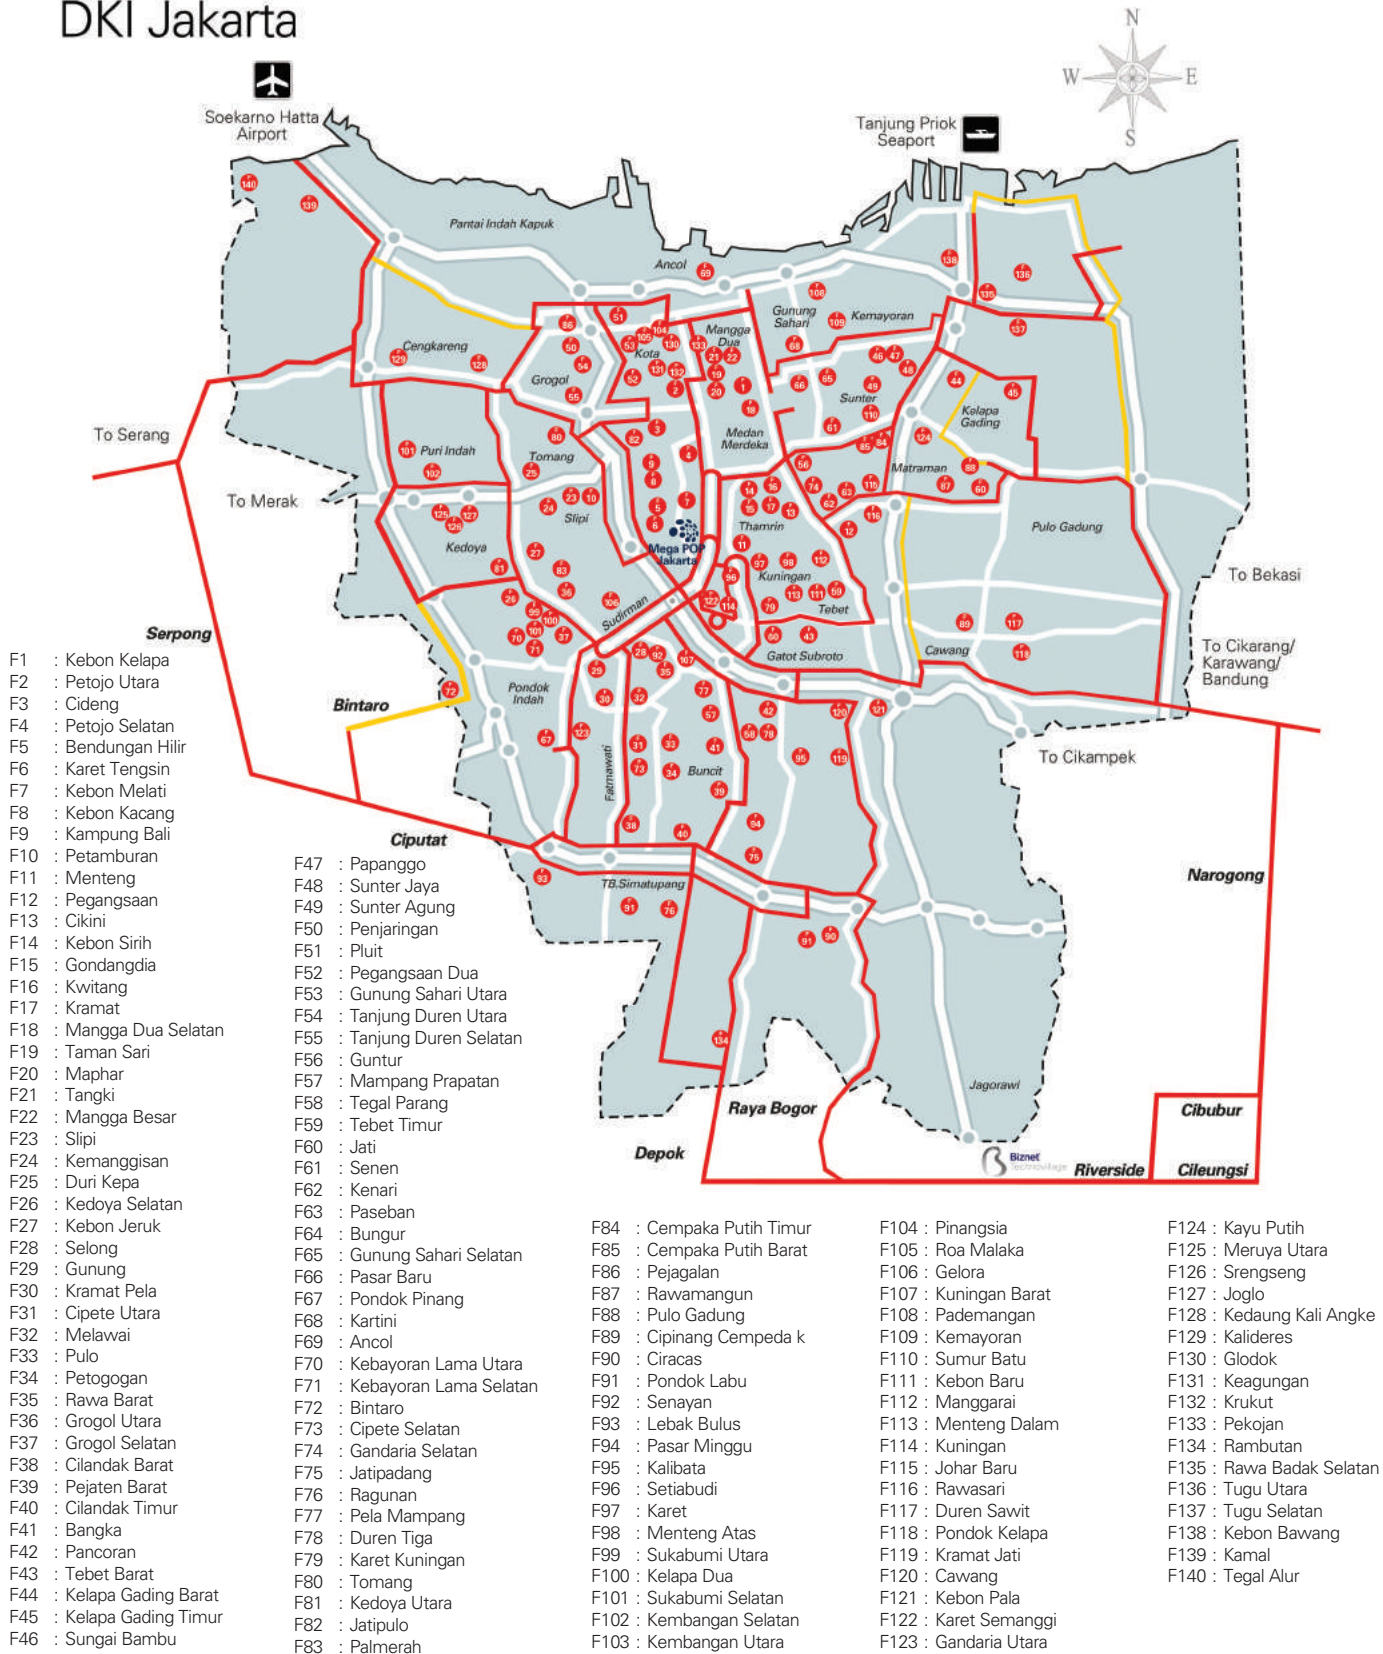 DKI Jakarta
N
W
E
S
Soekarno Hatta
Airport
Tanjung Priok
Seaport
Pantai Indah Kapuk
Ancol
Gunung
Sahari
Kemayoran
Mangga
Dua
Kota
Cengkareng
Grogol
Sunter
Kelapa
Gading
Medan
Merdeka
Matraman
To Serang
Puri Indah
Tomang
To Merak
Slipi
Thamrin
Pulo Gadung
Mega POP
Jakarta
Kedoya
Kuningan
Tebet
To Bekasi
Sudirman
Serpong
Gatot Subroto
Cawang
To Cikarang/
Karawang/
Bandung
Pondok
Indah
Bintaro
To Cikampek
Fatmawati
Buncit
Ciputat
TB.Simatupang
Narogong
Jagorawi
Raya Bogor
Cibubur
Depok
Biznet
Technovillage
Riverside
Cileungsi
F1 : Kebon Kelapa
F2 : Petojo Utara
F3 : Cideng
F4 : Petojo Selatan
F5 : Bendungan Hilir
F6 : Karet Tengsin
F7 : Kebon Melati
F8 : Kebon Kacang
F9 : Kampung Bali
F10 : Petamburan
F11 : Menteng
F12 : Pegangsaan
F13 : Cikini
F14 : Kebon Sirih
F15 : Gondangdia
F16 : Kwitang
F17 : Kramat
F18 : Mangga Dua Selatan
F19 : Taman Sari
F20 : Maphar
F21 : Tangki
F22 : Mangga Besar
F23 : Slipi
F24 : Kemanggisan
F25 : Duri Kepa
F26 : Kedoya Selatan
F27 : Kebon Jeruk
F28 : Selong
F29 : Gunung
F30 : Kramat Pela
F31 : Cipete Utara
F32 : Melawai
F33 : Pulo
F34 : Petogogan
F35 : Rawa Barat
F36 : Grogol Utara
F37 : Grogol Selatan
F38 : Cilandak Barat
F39 : Pejaten Barat
F40 : Cilandak Timur
F41 : Bangka
F42 : Pancoran
F43 : Tebet Barat
F44 : Kelapa Gading Barat
F45 : Kelapa Gading Timur
F46 : Sungai Bambu
F47 : Papanggo
F48 : Sunter Jaya
F49 : Sunter Agung
F50 : Penjaringan
F51 : Pluit
F52 : Pegangsaan Dua
F53 : Gunung Sahari Utara
F54 : Tanjung Duren Utara
F55 : Tanjung Duren Selatan
F56 : Guntur
F57 : Mampang Prapatan
F58 : Tegal Parang
F59 : Tebet Timur
F60 : Jati
F61 : Senen
F62 : Kenari
F63 : Paseban
F64 : Bungur
F65 : Gunung Sahari Selatan
F66 : Pasar Baru
F67 : Pondok Pinang
F68 : Kartini
F69 : Ancol
F70 : Kebayoran Lama Utara
F71 : Kebayoran Lama Selatan
F72 : Bintaro
F73 : Cipete Selatan
F74 : Gandaria Selatan
F75 : Jatipadang
F76 : Ragunan
F77 : Pela Mampang
F78 : Duren Tiga
F79 : Karet Kuningan
F80 : Tomang
F81 : Kedoya Utara
F82 : Jatipulo
F83 : Palmerah
F84 : Cempaka Putih Timur
F85 : Cempaka Putih Barat
F86 : Pejagalan
F87 : Rawamangun
F88 : Pulo Gadung
F89 : Cipinang Cempeda k
F90 : Ciracas
F91 : Pondok Labu
F92 : Senayan
F93 : Lebak Bulus
F94 : Pasar Minggu
F95 : Kalibata
F96 : Setiabudi
F97 : Karet
F98 : Menteng Atas
F99 : Sukabumi Utara
F100 : Kelapa Dua
F101 : Sukabumi Selatan
F102 : Kembangan Selatan
F103 : Kembangan Utara
F104 : Pinangsia
F105 : Roa Malaka
F106 : Gelora
F107 : Kuningan Barat
F108 : Pademangan
F109 : Kemayoran
F110 : Sumur Batu
F111 : Kebon Baru
F112 : Manggarai
F113 : Menteng Dalam
F114 : Kuningan
F115 : Johar Baru
F116 : Rawasari
F117 : Duren Sawit
F118 : Pondok Kelapa
F119 : Kramat Jati
F120 : Cawang
F121 : Kebon Pala
F122 : Karet Semanggi
F123 : Gandaria Utara
F124 : Kayu Putih
F125 : Meruya Utara
F126 : Srengseng
F127 : Joglo
F128 : Kedaung Kali Angke
F129 : Kalideres
F130 : Glodok
F131 : Keagungan
F132 : Krukut
F133 : Pekojan
F134 : Rambutan
F135 : Rawa Badak Selatan
F136 : Tugu Utara
F137 : Tugu Selatan
F138 : Kebon Bawang
F139 : Kamal
F140 : Tegal Alur